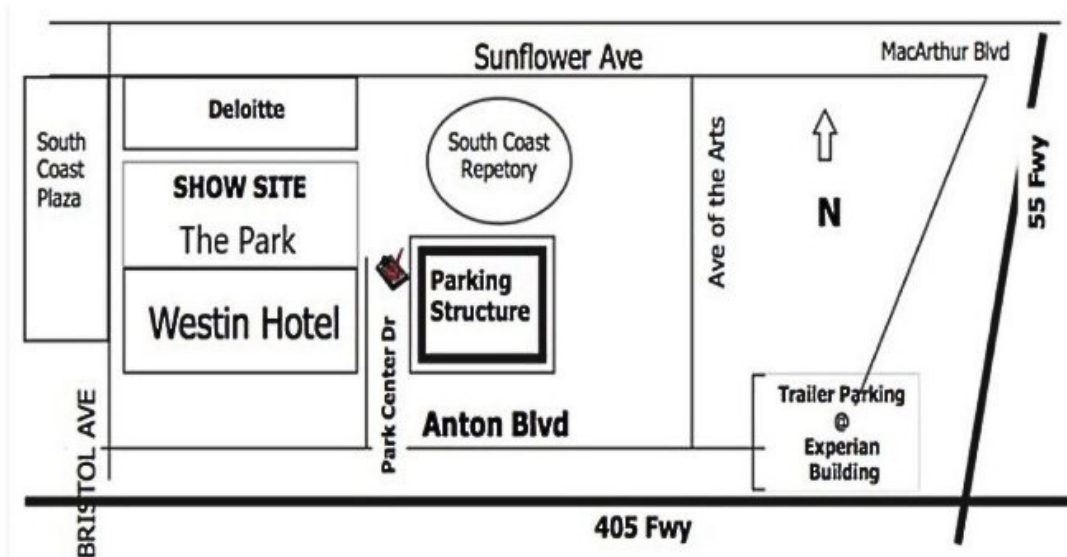 Sunflower Ave
MacArthur Blvd
South
Coast
Plaza
Deloitte
South Coast
Repetory
SHOW SITE
The Park
Westin Hotel
Parking
Structure
Park Center Dr
Ave of the Arts
N
55 Fwy
Anton Blvd
Trailer Parking
@
Experian
Building
BRISTOL AVE
405 Fwy